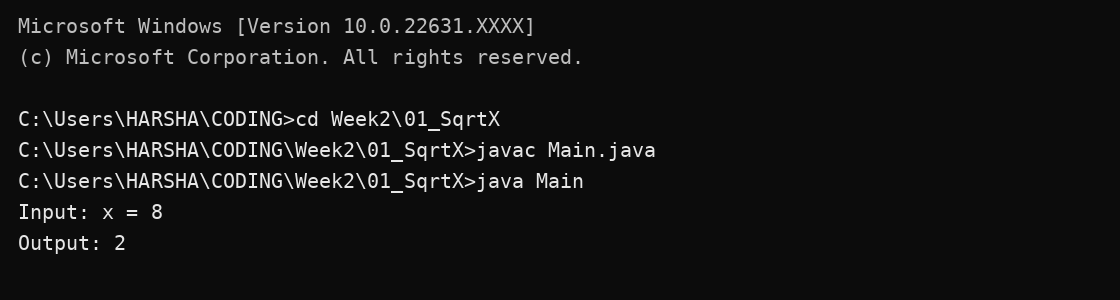 Microsoft Windows [Version 10.0.22631.XXXX]
(c) Microsoft Corporation. All rights reserved.
C:\Users\HARSHA\CODING>cd Week2\01_SqrtX
C:\Users\HARSHA\CODING\Week2\01_SqrtX>javac Main.java
C:\Users\HARSHA\CODING\Week2\01_SqrtX>java Main
Input: x = 8
Output: 2